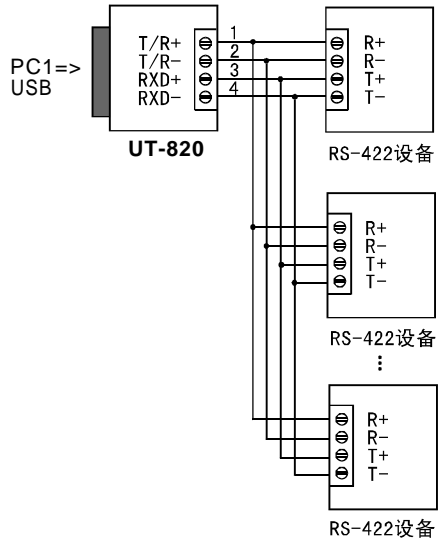 PC1=>
USB
T/R+
T/R-
RXD+
RXD-
1
2
3
4
UT-820
R+
R-
T+
T-
RS-422设备
R+
R-
T+
T-
RS-422设备
⋮
R+
R-
T+
T-
RS-422设备